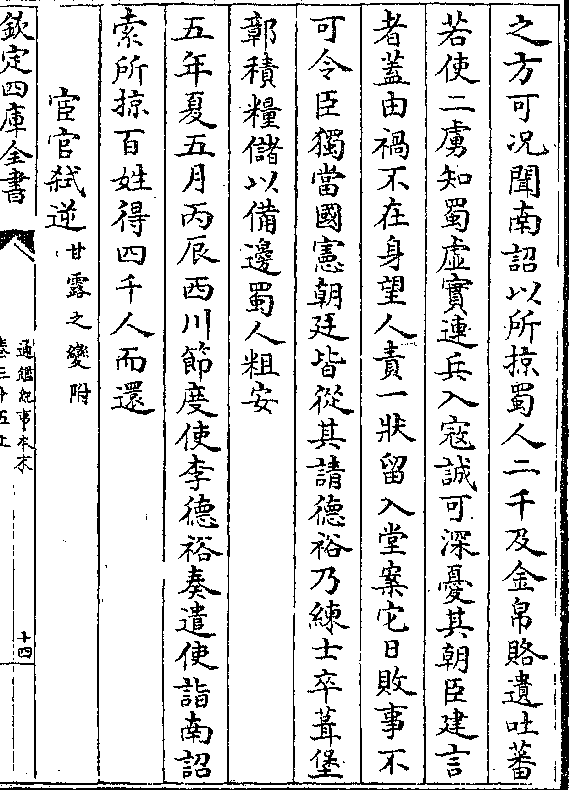 之方可况聞南詔以所掠蜀人二千及金帛賂遺吐蕃
若使二虜知蜀虛實連兵入寇誠可深憂其朝臣建言
者蓋由禍不在身望人責一狀留入堂案它日敗事不
可令臣獨當國憲朝廷皆從其請德裕乃練士卒葺堡
鄣積糧儲以備邊蜀人粗安
五年夏五月丙辰西川節度使李德裕奏遣使詣南詔
索所掠百姓得四千人而還
宦官弑逆甘露之變附
欽定四庫全書
通鑑紀事本末
卷三十五上
十四